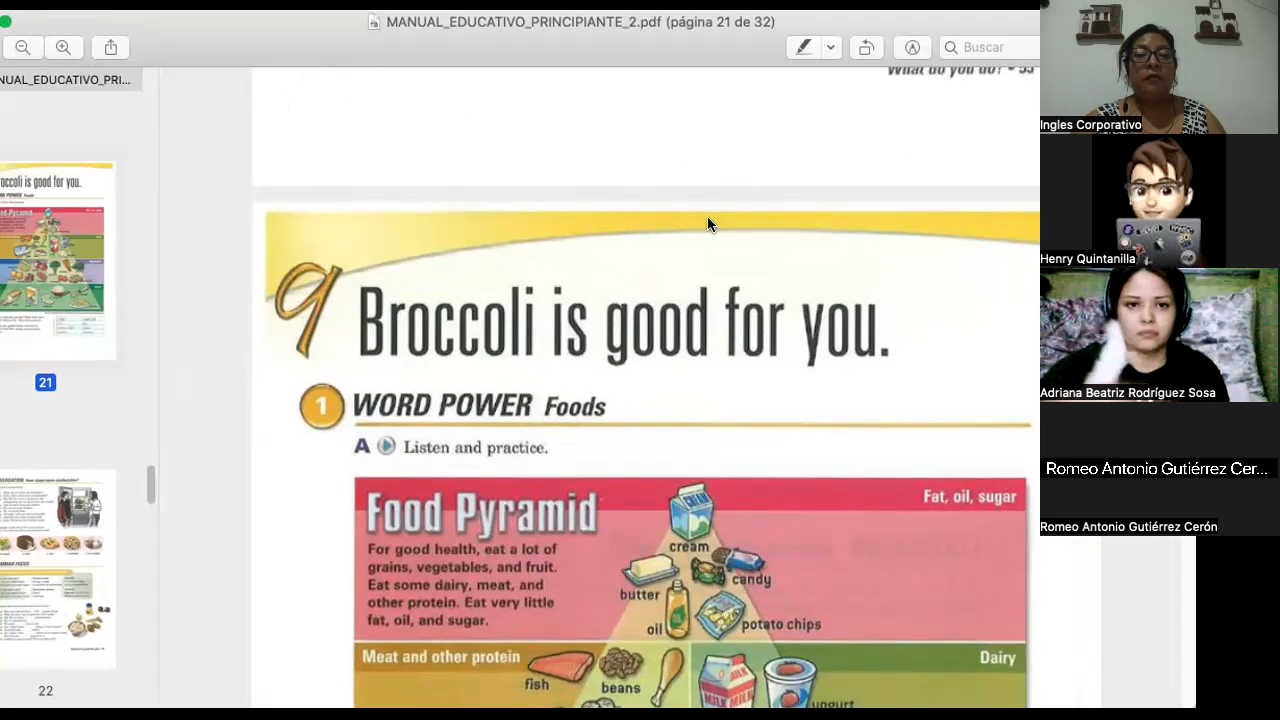 MANUAL_EDUCATIVO_PRINCIPIANTE_2.pdf (página 21 de 32)
Buscar
NUAL_EDUCATIVO_PRI...
What do you do? • 53
occoli is good for you.
21
22
9 Broccoli is good for you.
1 WORD POWER Foods
A Listen and practice.
Food Pyramid
Fat, oil, sugar
For good health, eat a lot of
grains, vegetables, and fruit.
Eat some dairy, meat, and
other protein. Eat very little
fat, oil, and sugar.
CREAM
cream
candy
butter
oil
potato chips
Meat and other protein
Dairy
fish
beans
MILK
yogurt
Ingles Corporativo
Henry Quintanilla
Adriana Beatriz Rodríguez Sosa
Romeo Antonio Gutiérrez Cer...
Romeo Antonio Gutiérrez Cerón